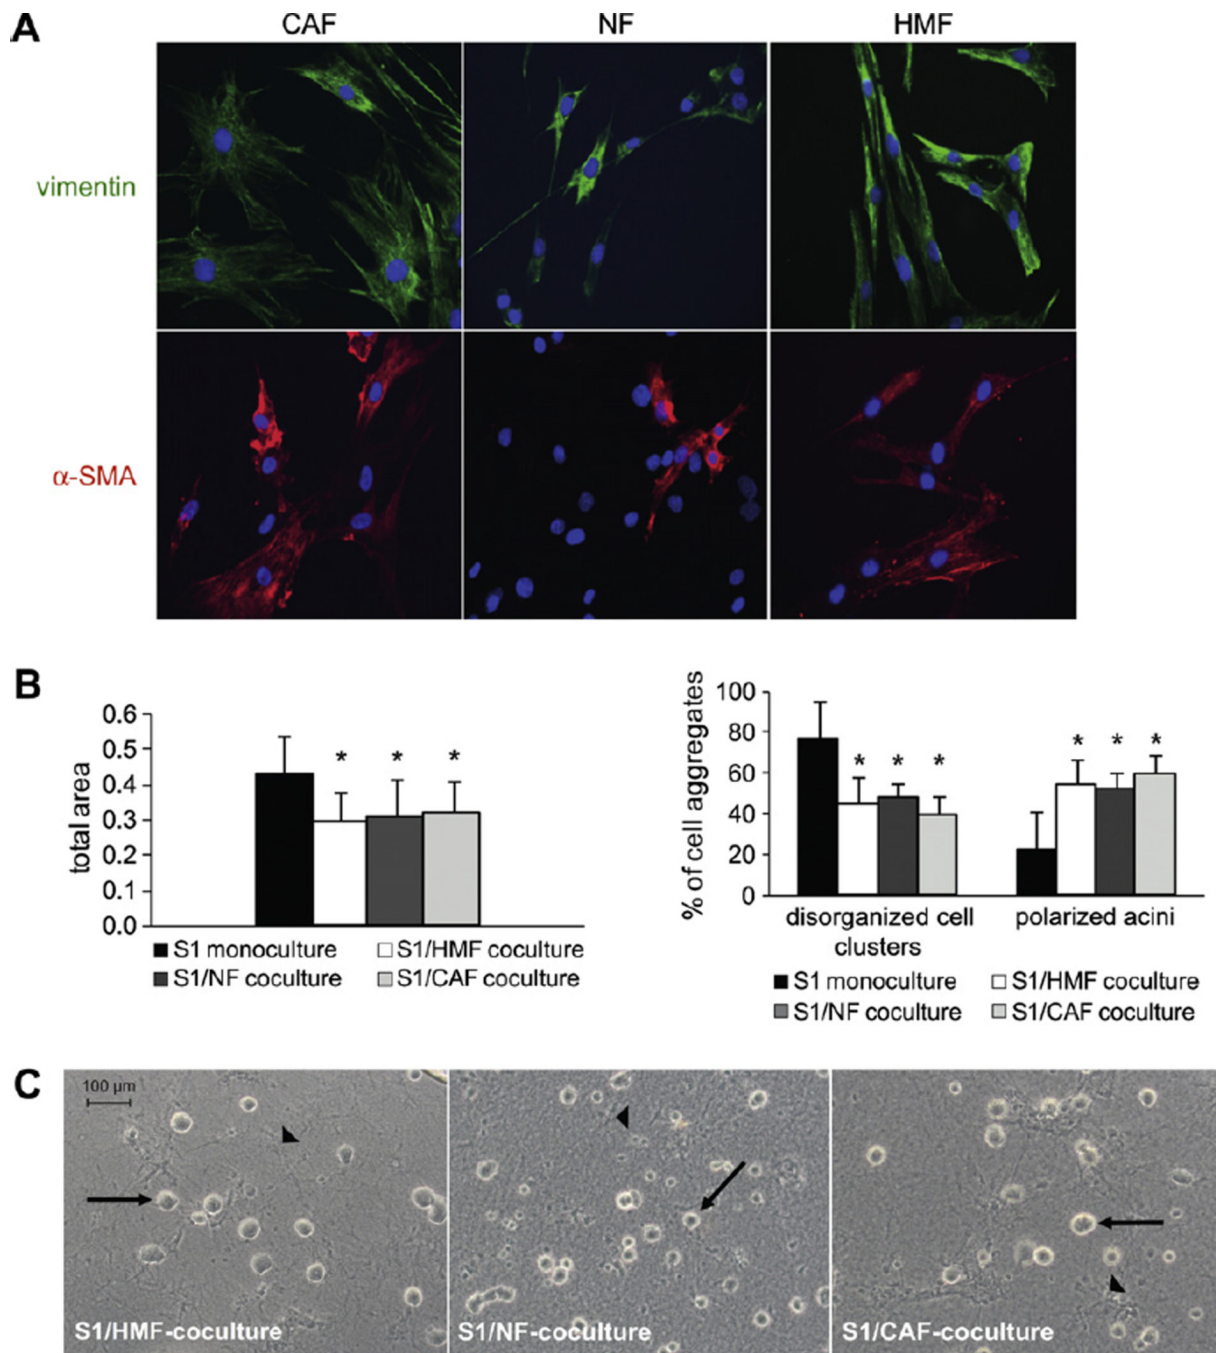 A
CAF NF HMF
vimentin
α-SMA
B
total area
0.6
0.5
0.4
0.3
0.2
0.1
0.0
* * *
S1 monoculture S1/HMF coculture
S1/NF coculture S1/CAF coculture
% of cell aggregates
100
80
60
40
20
0
* * * * * *
disorganized cell polarized acini
clusters
S1 monoculture S1/HMF coculture
S1/NF coculture S1/CAF coculture
C
100 µm
S1/HMF-coculture S1/NF-coculture S1/CAF-coculture